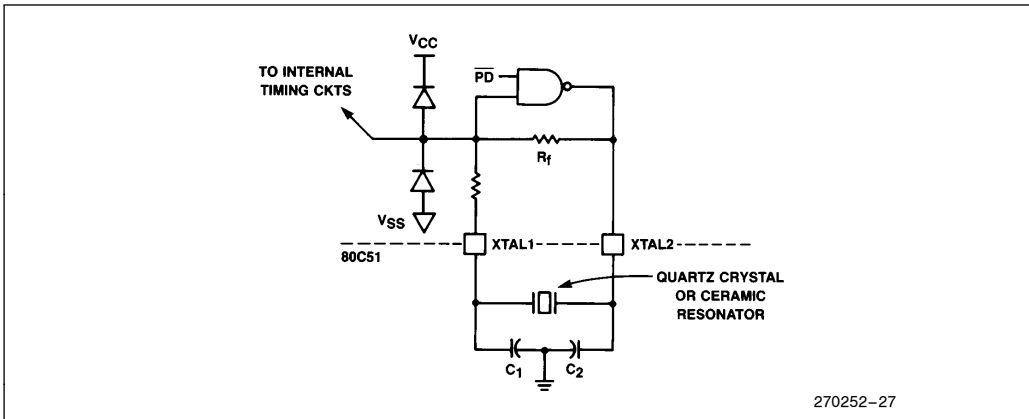 VCC
TO INTERNAL
TIMING CKTS
PD
Rf
VSS
XTAL1
XTAL2
80C51
QUARTZ CRYSTAL
OR CERAMIC
RESONATOR
C1
C2
270252–27